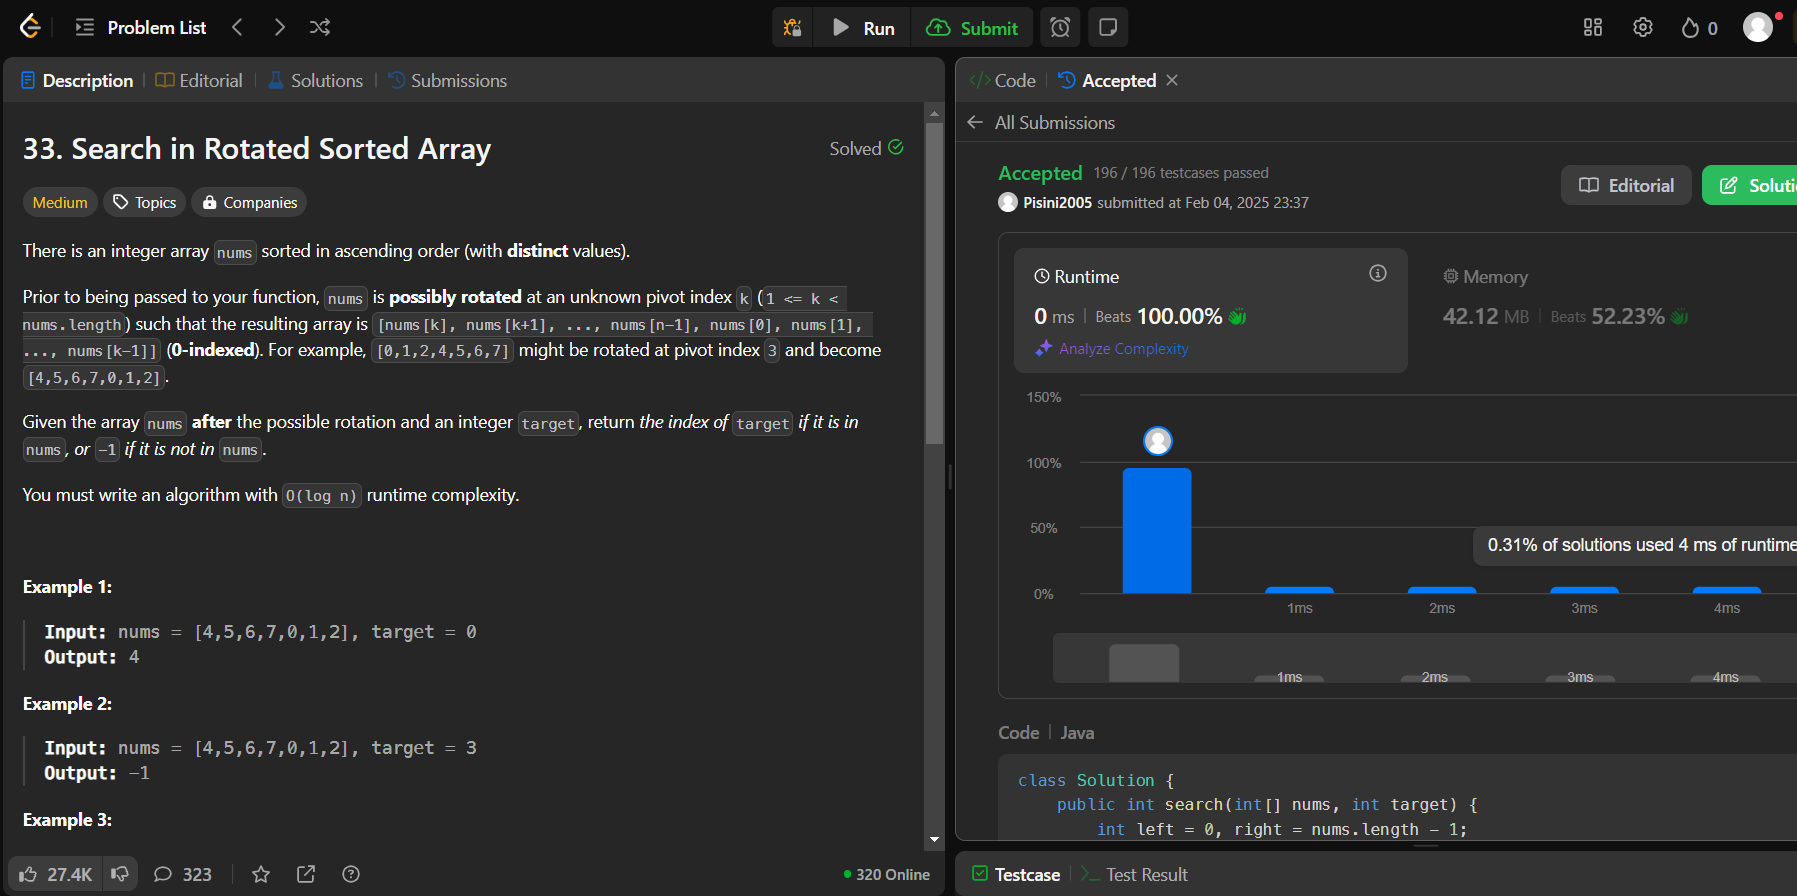 Problem List
Run
Submit
0
Description
Editorial
Solutions
Submissions
33. Search in Rotated Sorted Array
Solved
Medium
Topics
Companies
There is an integer array nums sorted in ascending order (with distinct values).
Prior to being passed to your function, nums is possibly rotated at an unknown pivot index k (1 <= k <
nums.length) such that the resulting array is [nums[k], nums[k+1], ..., nums[n-1], nums[0], nums[1],
..., nums[k-1]] (0-indexed). For example, [0,1,2,4,5,6,7] might be rotated at pivot index 3 and become
[4,5,6,7,0,1,2].
Given the array nums after the possible rotation and an integer target, return the index of target if it is in
nums, or -1 if it is not in nums.
You must write an algorithm with O(log n) runtime complexity.
Example 1:
Input: nums = [4,5,6,7,0,1,2], target = 0
Output: 4
Example 2:
Input: nums = [4,5,6,7,0,1,2], target = 3
Output: -1
Example 3:
27.4K
323
320 Online
</> Code
Accepted
All Submissions
Accepted 196 / 196 testcases passed
Pisini2005 submitted at Feb 04, 2025 23:37
Editorial
Soluti
Runtime
0 ms | Beats 100.00%
Analyze Complexity
Memory
42.12 MB | Beats 52.23%
150%
100%
50%
0%
0.31% of solutions used 4 ms of runtime
1ms
2ms
3ms
4ms
1ms
2ms
3ms
4ms
Code | Java
class Solution {
public int search(int[] nums, int target) {
int left = 0, right = nums.length - 1;
Testcase
Test Result